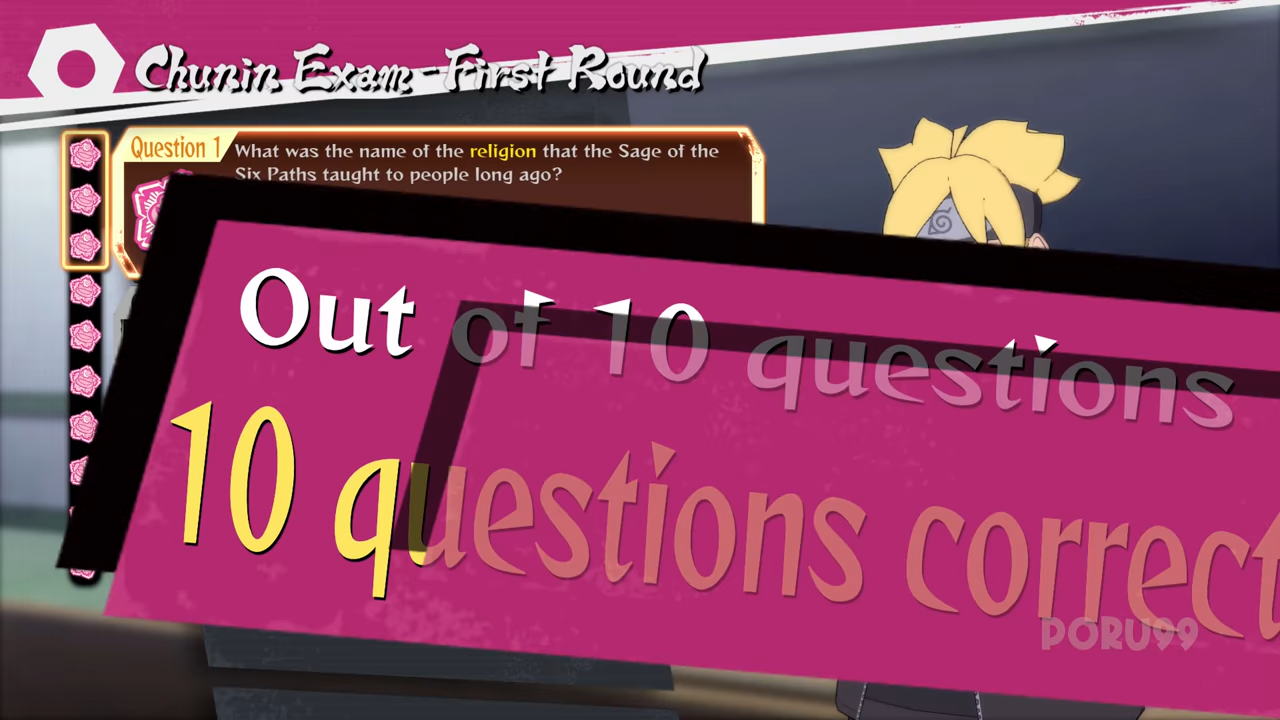 Chunin Exam - First Round
Question 1
What was the name of the religion that the Sage of the
Six Paths taught to people long ago?
Out of 10 questions
10 questions correct
PORU99